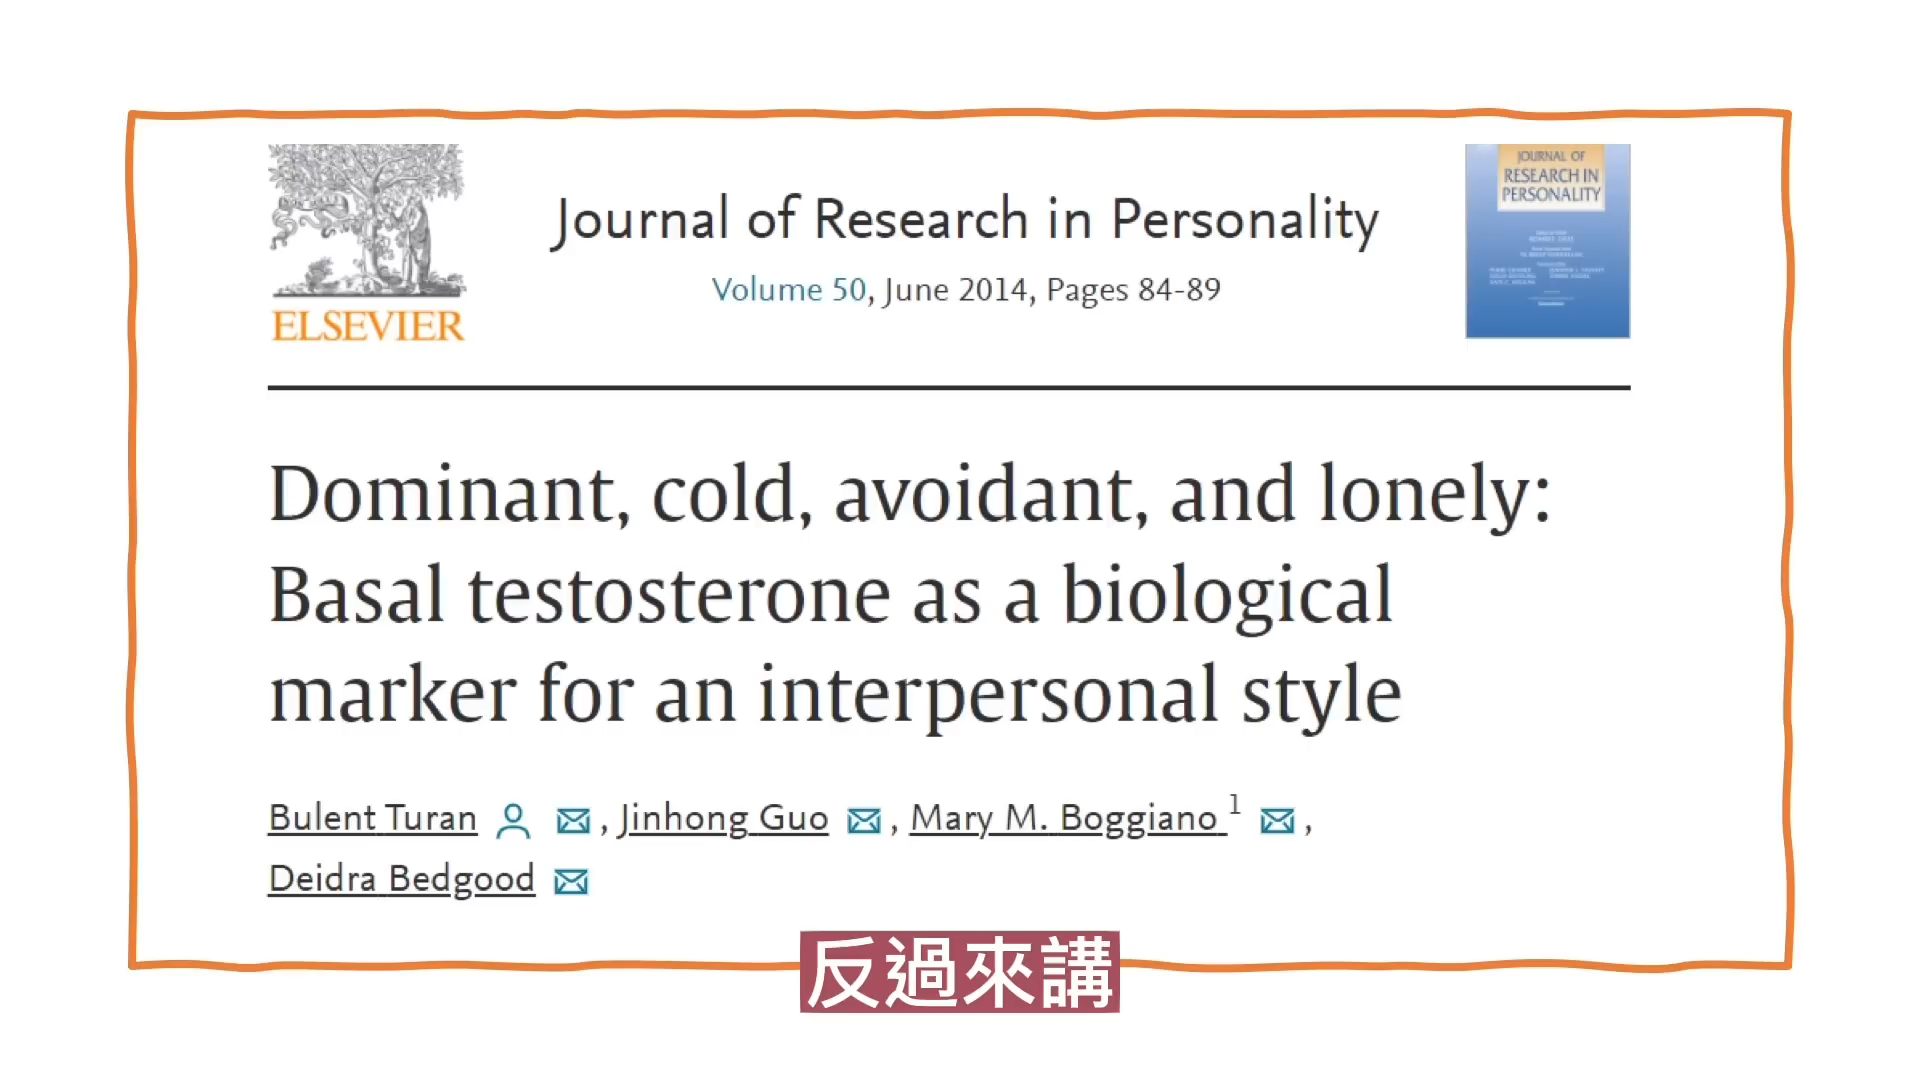 JOURNAL OF
RESEARCH IN
PERSONALITY
Journal of Research in Personality
Volume 50, June 2014, Pages 84-89
ELSEVIER
Dominant, cold, avoidant, and lonely:
Basal testosterone as a biological
marker for an interpersonal style
Bulent Turan , Jinhong Guo , Mary M. Boggiano 1 ,
Deidra Bedgood
反過來講